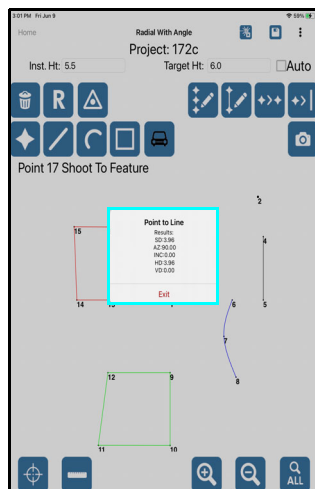 3:01 PM Fri Jun 9
59%
Home
Radial With Angle
Project: 172c
Inst. Ht: 5.5
Target Ht: 6.0
Auto
R
A
Point 17 Shoot To Feature
2
15
4
Point to Line
Results:
SD:3.96
AZ:90.00
INC:0.00
HD:3.96
VD:0.00
Exit
14
6
5
7
12
9
8
11
10
ALL